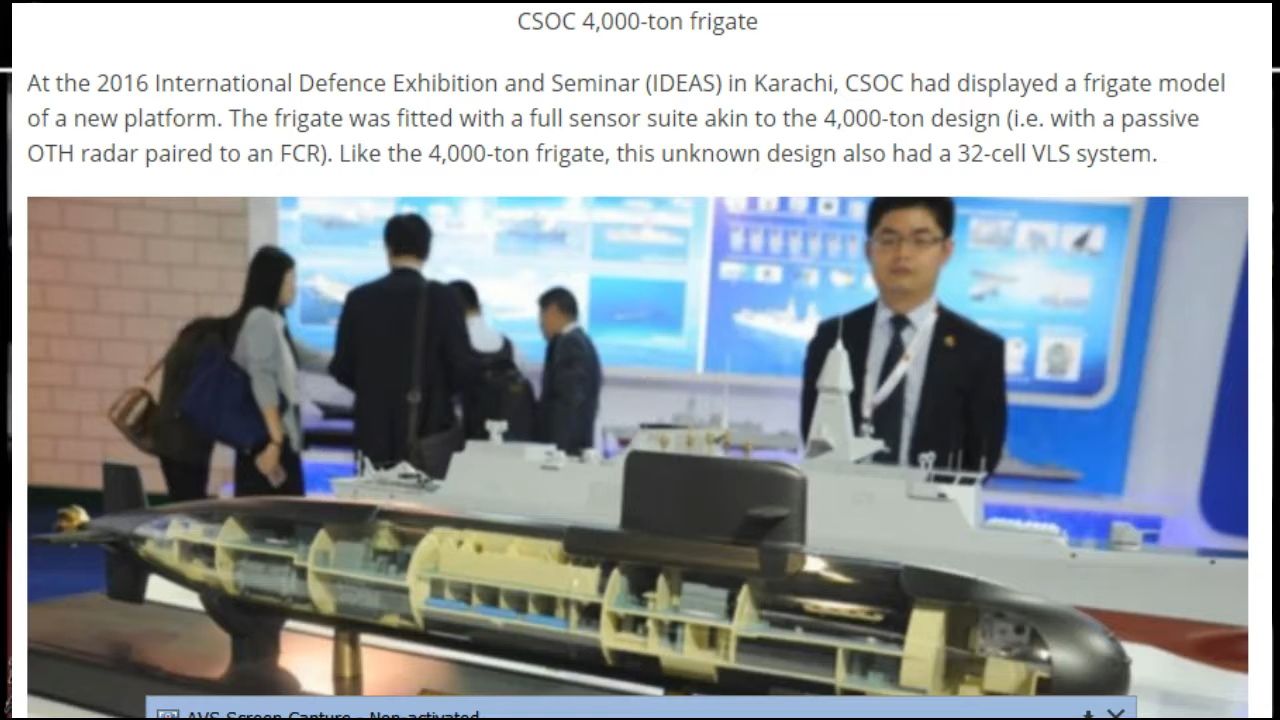 CSOC 4,000-ton frigate
At the 2016 International Defence Exhibition and Seminar (IDEAS) in Karachi, CSOC had displayed a frigate model
of a new platform. The frigate was fitted with a full sensor suite akin to the 4,000-ton design (i.e. with a passive
OTH radar paired to an FCR). Like the 4,000-ton frigate, this unknown design also had a 32-cell VLS system.
AVS Screen Capture - Non-activated